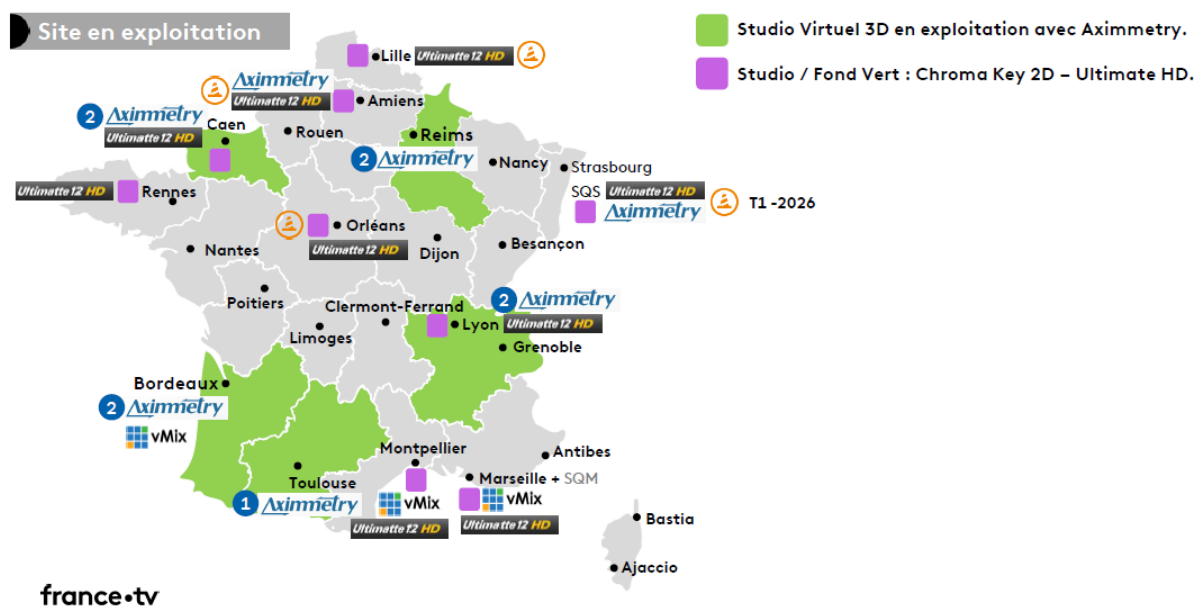 Site en exploitation
Studio Virtuel 3D en exploitation avec Aximmetry.
Studio / Fond Vert : Chroma Key 2D – Ultimate HD.
Lille Ultimatte 12 HD
Aximmetry
Ultimatte 12 HD
Amiens
2 Aximmetry
Ultimatte 12 HD
Caen
Rouen
Reims
2 Aximmetry
Nancy
Strasbourg
SQS Ultimatte 12 HD
Aximmetry
T1 -2026
Ultimatte 12 HD
Rennes
Orléans
Ultimatte 12 HD
Nantes
Dijon
Besançon
Poitiers
Clermont-Ferrand
Limoges
2 Aximmetry
Lyon Ultimatte 12 HD
Grenoble
Bordeaux
2 Aximmetry
vMix
Toulouse
1 Aximmetry
Montpellier
vMix
Ultimatte 12 HD
Antibes
Marseille + SQM
vMix
Ultimatte 12 HD
Bastia
Ajaccio
france•tv